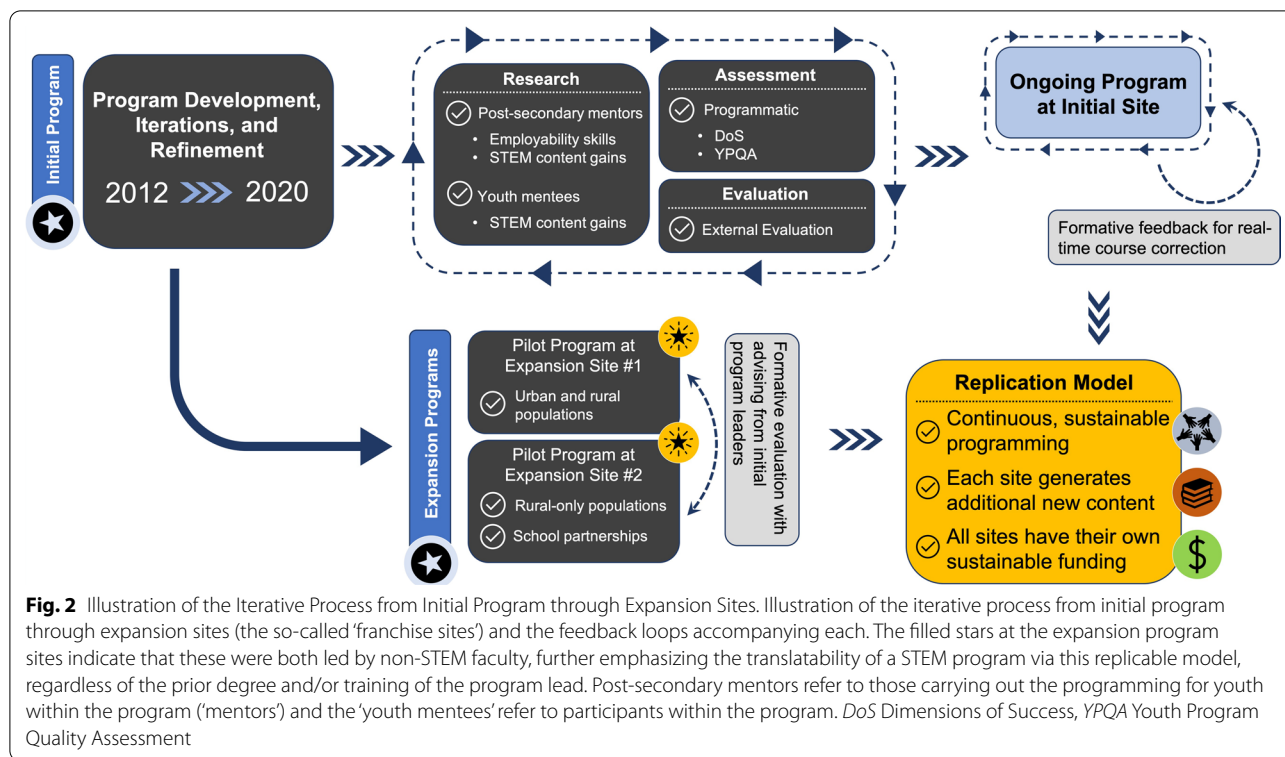 Initial Program
Program Development,
Iterations, and
Refinement
2012
2020
Research
Post-secondary mentors
• Employability skills
• STEM content gains
Youth mentees
• STEM content gains
Assessment
Programmatic
• DoS
• YPQA
Evaluation
External Evaluation
Ongoing Program
at Initial Site
Formative feedback for real-
time course correction
Expansion Programs
Pilot Program at
Expansion Site #1
Urban and rural
populations
Pilot Program at
Expansion Site #2
Rural-only populations
School partnerships
Formative evaluation with
advising from initial
program leaders
Replication Model
Continuous, sustainable
programming
Each site generates
additional new content
All sites have their own
sustainable funding
$
Fig. 2 Illustration of the Iterative Process from Initial Program through Expansion Sites. Illustration of the iterative process from initial program
through expansion sites (the so-called ‘franchise sites’) and the feedback loops accompanying each. The filled stars at the expansion program
sites indicate that these were both led by non-STEM faculty, further emphasizing the translatability of a STEM program via this replicable model,
regardless of the prior degree and/or training of the program lead. Post-secondary mentors refer to those carrying out the programming for youth
within the program (‘mentors’) and the ‘youth mentees’ refer to participants within the program. DoS Dimensions of Success, YPQA Youth Program
Quality Assessment